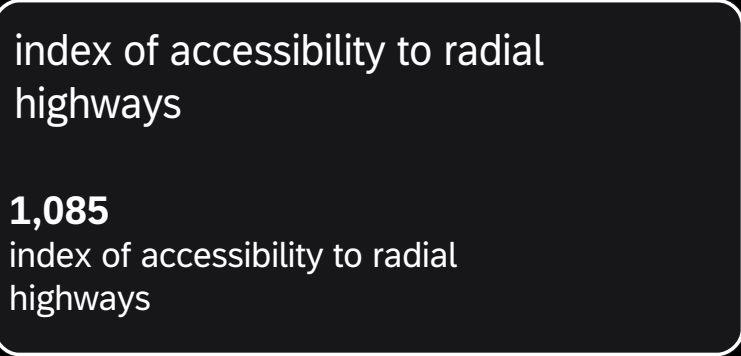 index of accessibility to radial
highways
1,085
index of accessibility to radial
highways